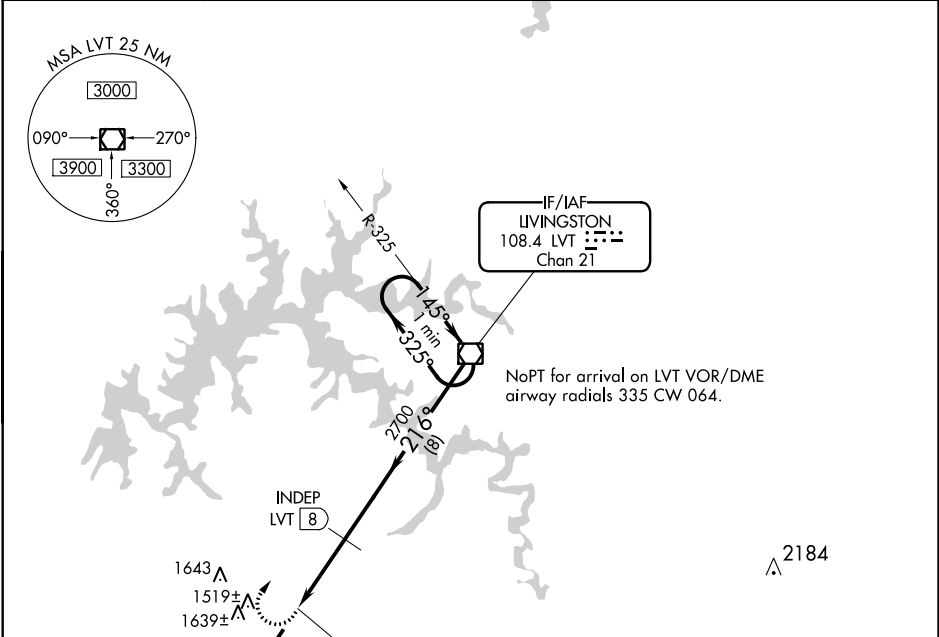 MSA LVT 25 NM
3000
090°
270°
3900
3300
360°
R-325
IF/IAF
LIVINGSTON
108.4 LVT
Chan 21
145°
1 min
325°
NoPT for arrival on LVT VOR/DME
airway radials 335 CW 064.
2700
216°
(8)
INDEP
LVT 8
2184
1643
1519±
1639±